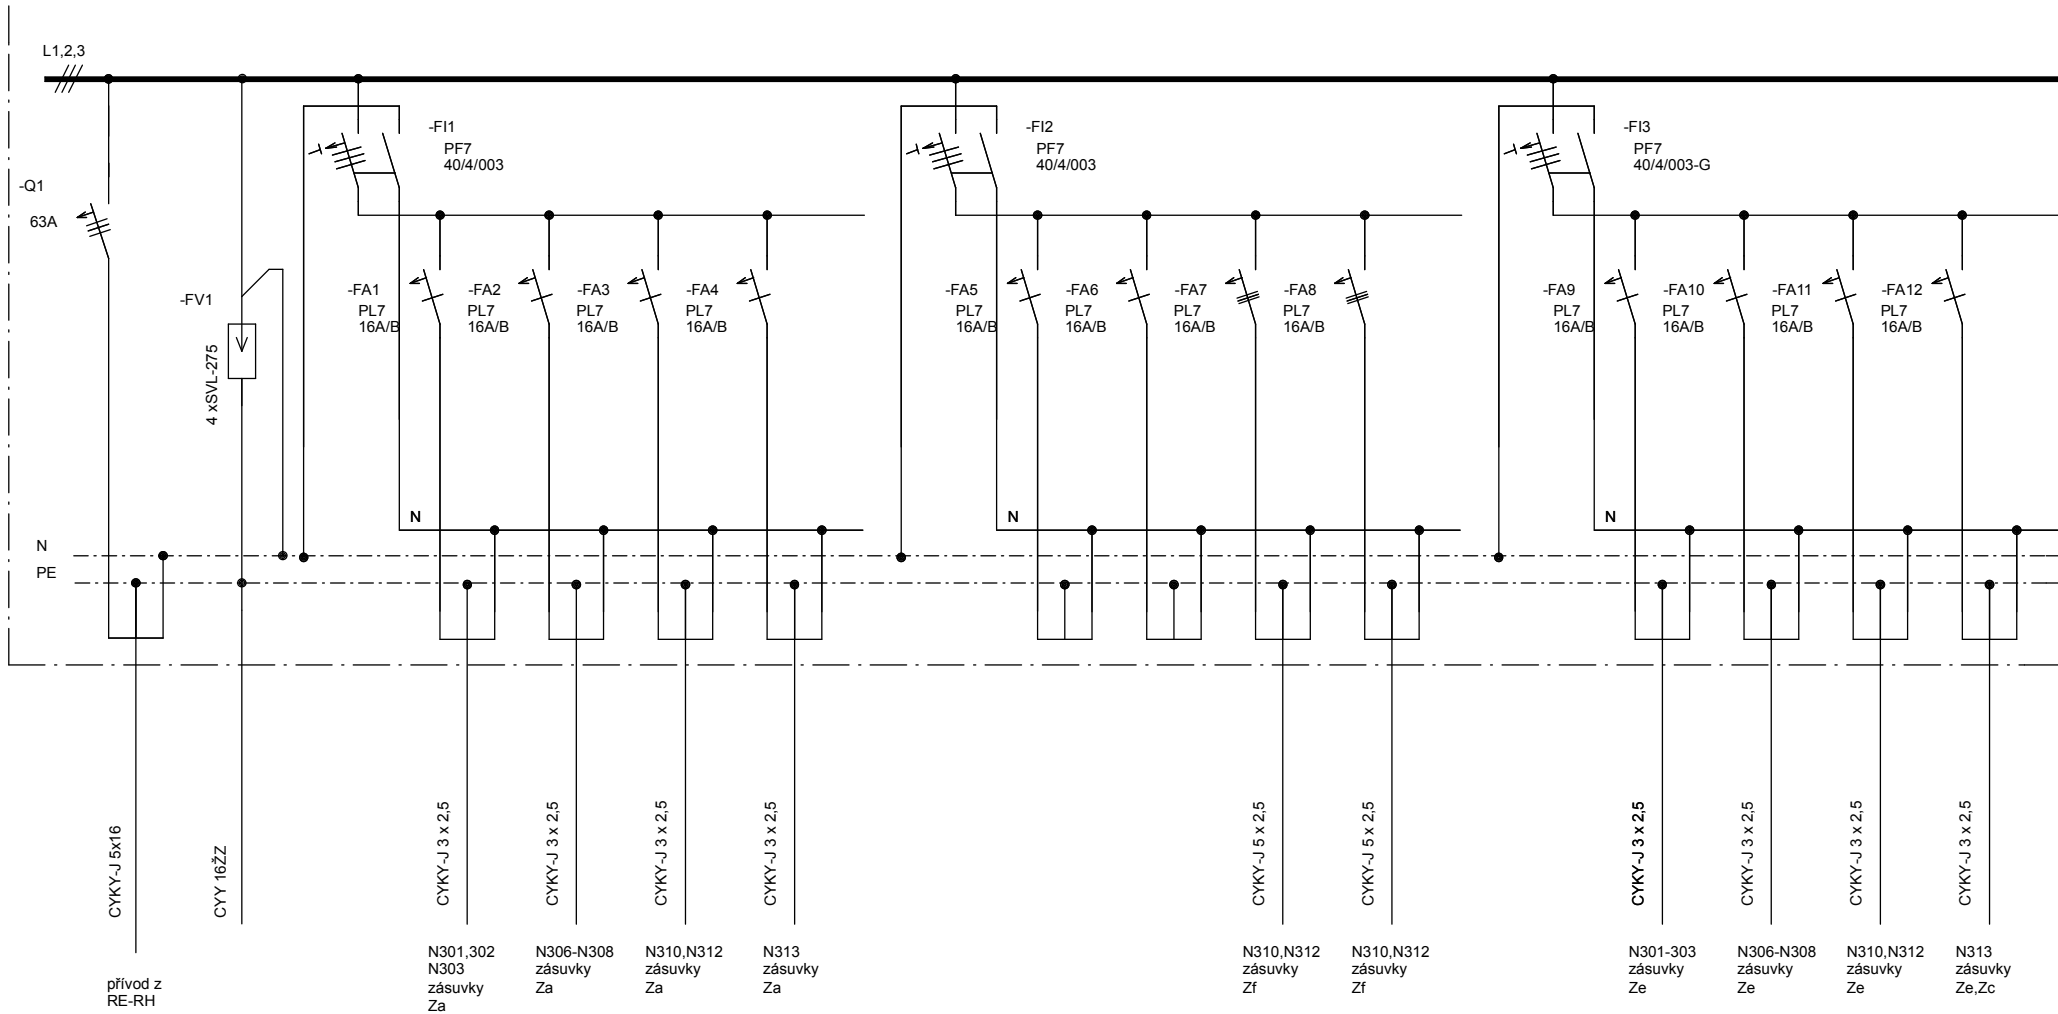 L1,2,3
-Q1
63A
-FV1
4 xSVL-275
-FI1
PF7
40/4/003
-FI2
PF7
40/4/003
-FI3
PF7
40/4/003-G
-FA1
PL7
16A/B
-FA2
PL7
16A/B
-FA3
PL7
16A/B
-FA4
PL7
16A/B
-FA5
PL7
16A/B
-FA6
PL7
16A/B
-FA7
PL7
16A/B
-FA8
PL7
16A/B
-FA9
PL7
16A/B
-FA10
PL7
16A/B
-FA11
PL7
16A/B
-FA12
PL7
16A/B
N
N
N
N
PE
CYKY-J 5x16
CYY 16ŽZ
CYKY-J 3 x 2,5
CYKY-J 3 x 2,5
CYKY-J 3 x 2,5
CYKY-J 3 x 2,5
CYKY-J 5 x 2,5
CYKY-J 5 x 2,5
CYKY-J 3 x 2,5
CYKY-J 3 x 2,5
CYKY-J 3 x 2,5
CYKY-J 3 x 2,5
přívod z
RE-RH
N301,302
N303
zásuvky
Za
N306-N308
zásuvky
Za
N310,N312
zásuvky
Za
N313
zásuvky
Za
N310,N312
zásuvky
Zf
N310,N312
zásuvky
Zf
N301-303
zásuvky
Ze
N306-N308
zásuvky
Ze
N310,N312
zásuvky
Ze
N313
zásuvky
Ze,Zc